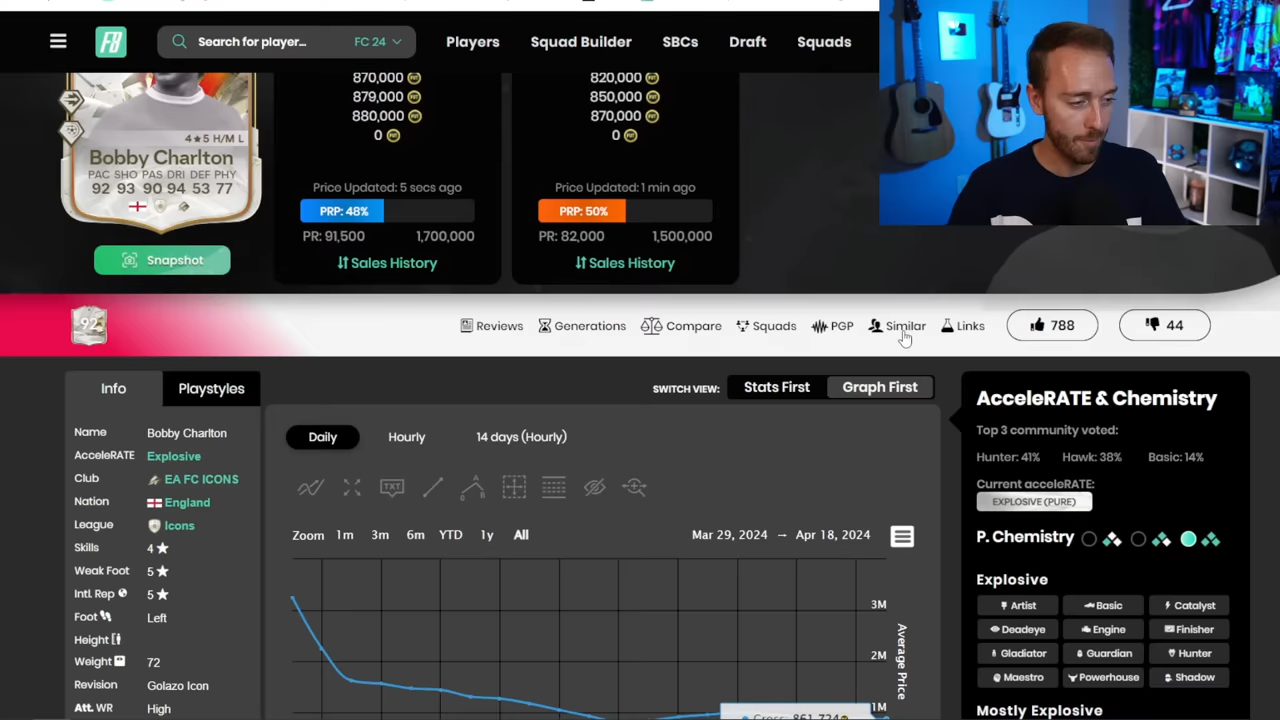 FB
Search for player...
FC 24
Players
Squad Builder
SBCs
Draft
Squads
870,000
879,000
880,000
0
Price Updated: 5 secs ago
PRP: 48%
PR: 91,500
1,700,000
Sales History
820,000
850,000
870,000
0
Price Updated: 1 min ago
PRP: 50%
PR: 82,000
1,500,000
Sales History
4★5 H/M L
Bobby Charlton
PAC SHO PAS DRI DEF PHY
92 93 90 94 53 77
Snapshot
92
Reviews
Generations
Compare
Squads
PGP
Similar
Links
788
44
Info
Playstyles
Name Bobby Charlton
AcceleRATE Explosive
Club EA FC ICONS
Nation England
League Icons
Skills 4★
Weak Foot 5★
Intl. Rep 5★
Foot Left
Height
Weight 72
Revision Golazo Icon
Att. WR High
SWITCH VIEW:
Stats First
Graph First
Daily
Hourly
14 days (Hourly)
TXT
Zoom 1m 3m 6m YTD 1y All
Mar 29, 2024 → Apr 18, 2024
3M
2M
1M
Average Price
Cross: 861,724
AcceleRATE & Chemistry
Top 3 community voted:
Hunter: 41% Hawk: 38% Basic: 14%
Current acceleRATE:
EXPLOSIVE (PURE)
P. Chemistry
Explosive
Artist Basic Catalyst
Deadeye Engine Finisher
Gladiator Guardian Hunter
Maestro Powerhouse Shadow
Mostly Explosive